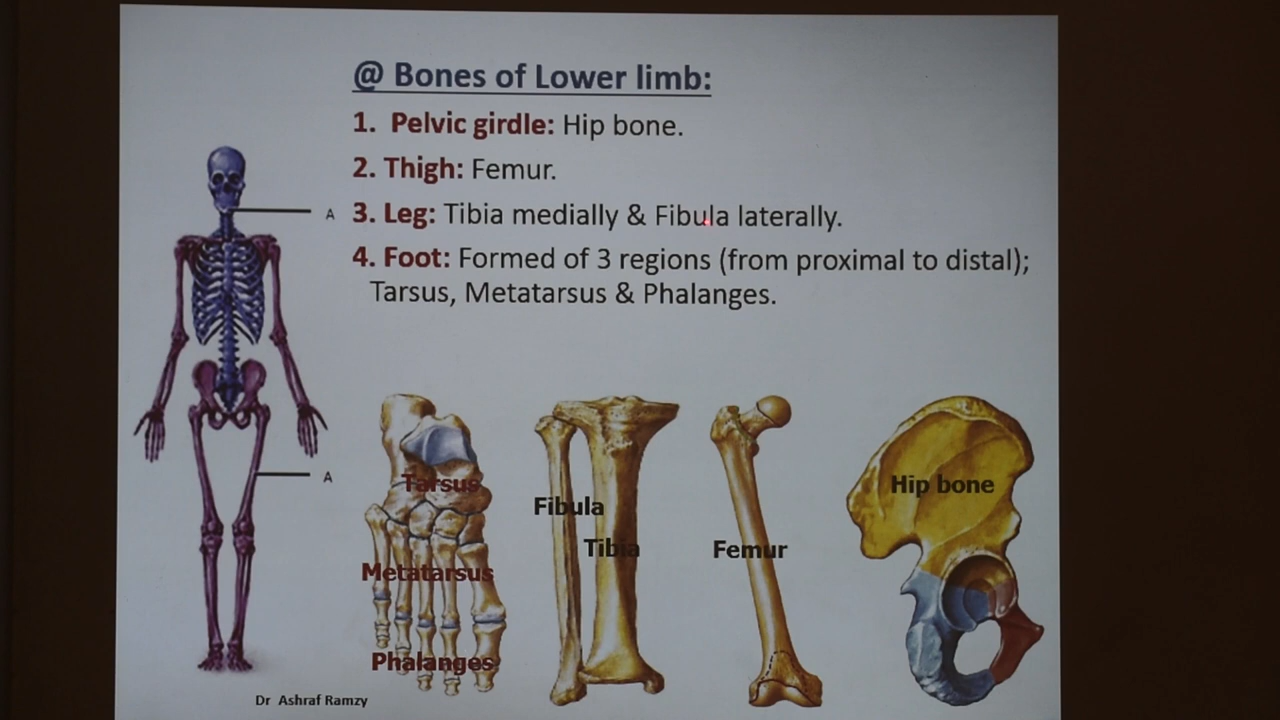 @ Bones of Lower limb:
1. Pelvic girdle: Hip bone.
2. Thigh: Femur.
A
3. Leg: Tibia medially & Fibula laterally.
4. Foot: Formed of 3 regions (from proximal to distal);
Tarsus, Metatarsus & Phalanges.
A
Tarsus
Metatarsus
Phalanges
Fibula
Tibia
Femur
Hip bone
Dr Ashraf Ramzy